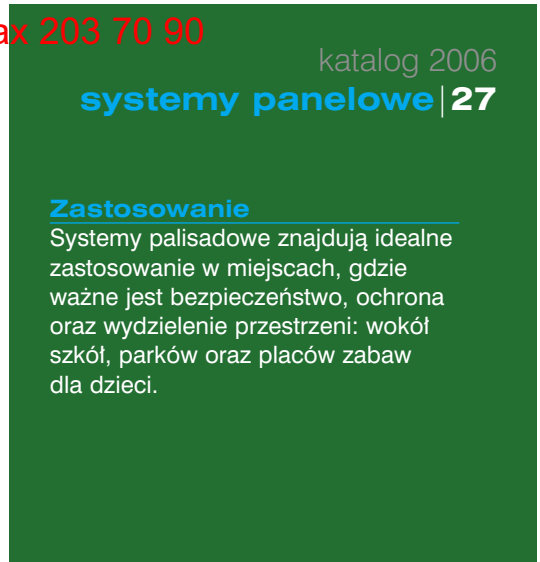 ax 203 70 90
katalog 2006
systemy panelowe|27
Zastosowanie
Systemy palisadowe znajdują idealne
zastosowanie w miejscach, gdzie
ważne jest bezpieczeństwo, ochrona
oraz wydzielenie przestrzeni: wokół
szkół, parków oraz placów zabaw
dla dzieci.